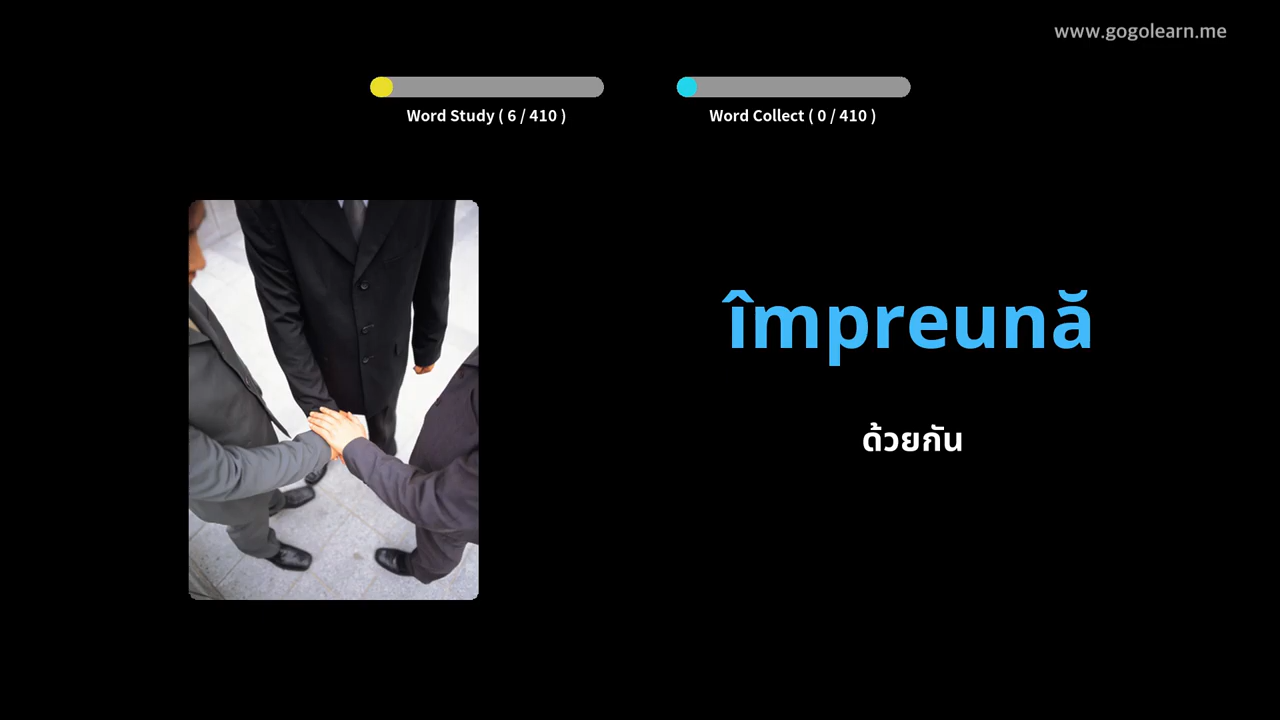 www.gogolearn.me
Word Study ( 6 / 410 )
Word Collect ( 0 / 410 )
împreună
ด้วยกัน